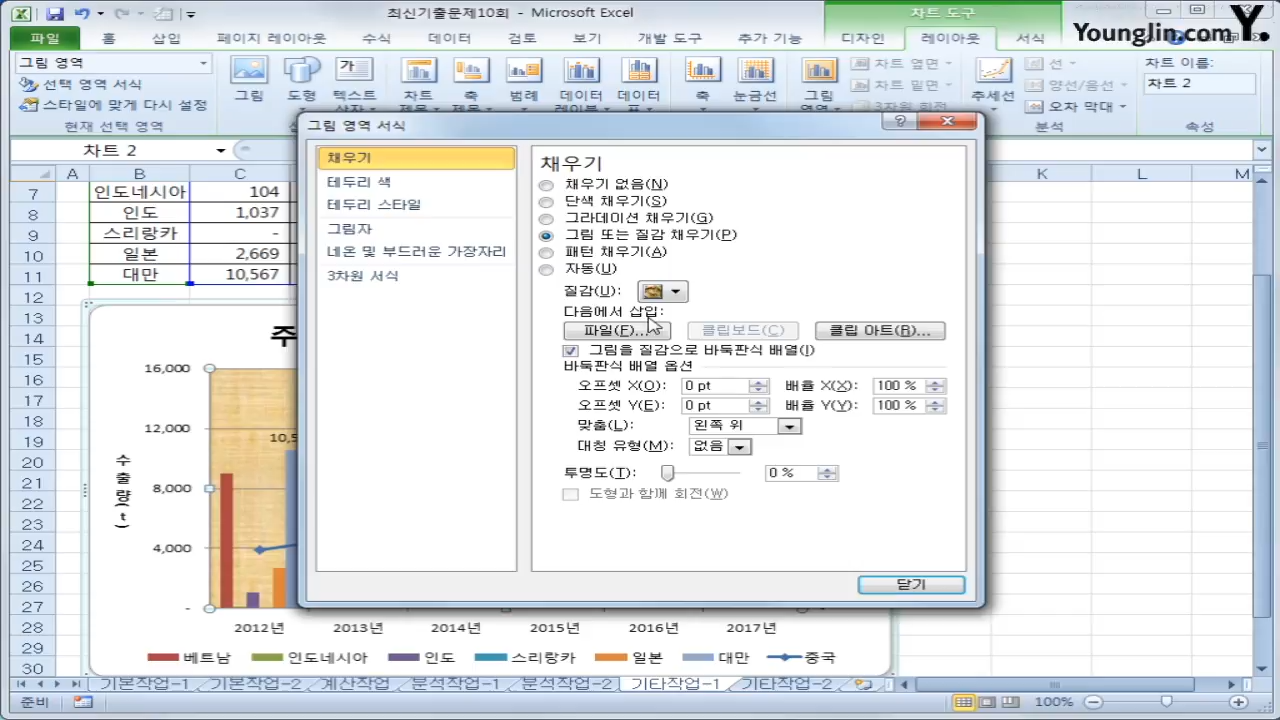 최신기출문제10회 - Microsoft Excel
차트 도구
Younglin.com Y.
파일 홈 삽입 페이지 레이아웃 수식 데이터 검토 보기 개발 도구 추가 기능 디자인 레이아웃 서식
그림 영역
선택 영역 서식
스타일에 맞게 다시 설정
현재 선택 영역
그림 도형 텍스트
차트 축 범례 데이터 데이터 축 눈금선 그림
차트 옆면
차트 밑면
3차원 회전
추세선
선
양선/음선
오차 막대
분석
차트 이름:
차트 2
속성
차트 2
A B C K L M
7 인도네시아 104
8 인도 1,037
9 스리랑카 -
10 일본 2,669
11 대만 10,567
12
13
14
15
16
17
18
19
20
21
22
23
24
25
26
27
28
29
30
주
수출량(t)
16,000
12,000
8,000
4,000
-
10,5
2012년 2013년 2014년 2015년 2016년 2017년
베트남 인도네시아 인도 스리랑카 일본 대만 중국
그림 영역 서식
채우기
테두리 색
테두리 스타일
그림자
네온 및 부드러운 가장자리
3차원 서식
채우기
채우기 없음(N)
단색 채우기(S)
그라데이션 채우기(G)
그림 또는 질감 채우기(P)
패턴 채우기(A)
자동(U)
질감(U):
다음에서 삽입:
파일(F)... 클립보드(C) 클립 아트(R)...
그림을 질감으로 바둑판식 배열(I)
바둑판식 배열 옵션
오프셋 X(O): 0 pt 배율 X(X): 100 %
오프셋 Y(E): 0 pt 배율 Y(Y): 100 %
맞춤(L): 왼쪽 위
대칭 유형(M): 없음
투명도(T): 0 %
도형과 함께 회전(W)
닫기
기본작업-1 기본작업-2 계산작업 분석작업-1 분석작업-2 기타작업-1 기타작업-2
준비
100%